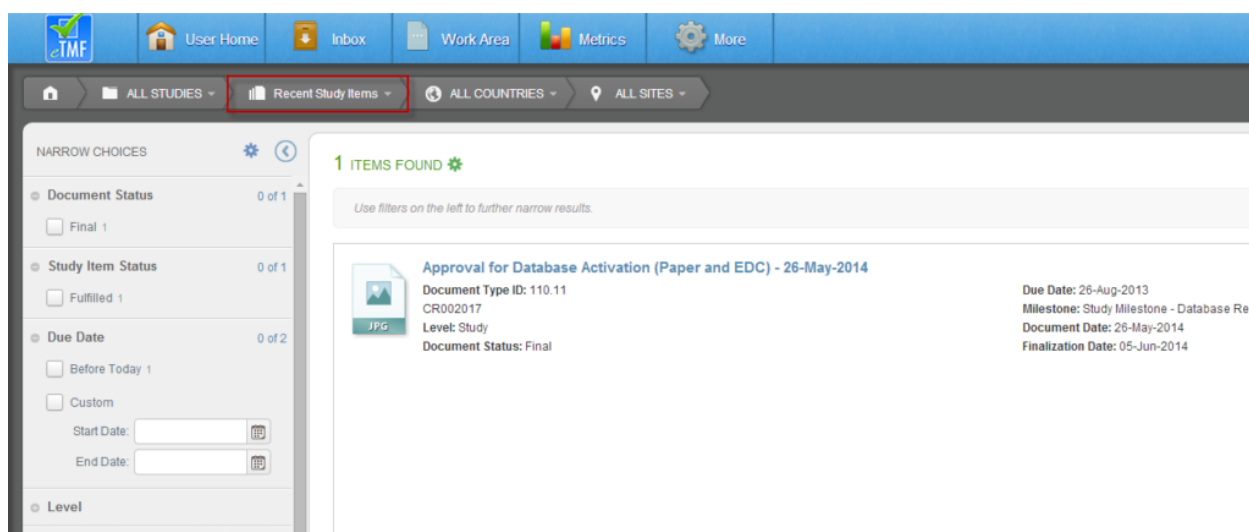 eTMF
User Home
Inbox
Work Area
Metrics
More
ALL STUDIES
Recent Study Items
ALL COUNTRIES
ALL SITES
NARROW CHOICES
1 ITEMS FOUND
Document Status 0 of 1
Use filters on the left to further narrow results.
Final 1
Study Item Status 0 of 1
Fulfilled 1
Due Date 0 of 2
Before Today 1
Custom
Start Date:
End Date:
Level
JPG
Approval for Database Activation (Paper and EDC) - 26-May-2014
Document Type ID: 110.11
CR002017
Level: Study
Document Status: Final
Due Date: 26-Aug-2013
Milestone: Study Milestone - Database Re
Document Date: 26-May-2014
Finalization Date: 05-Jun-2014